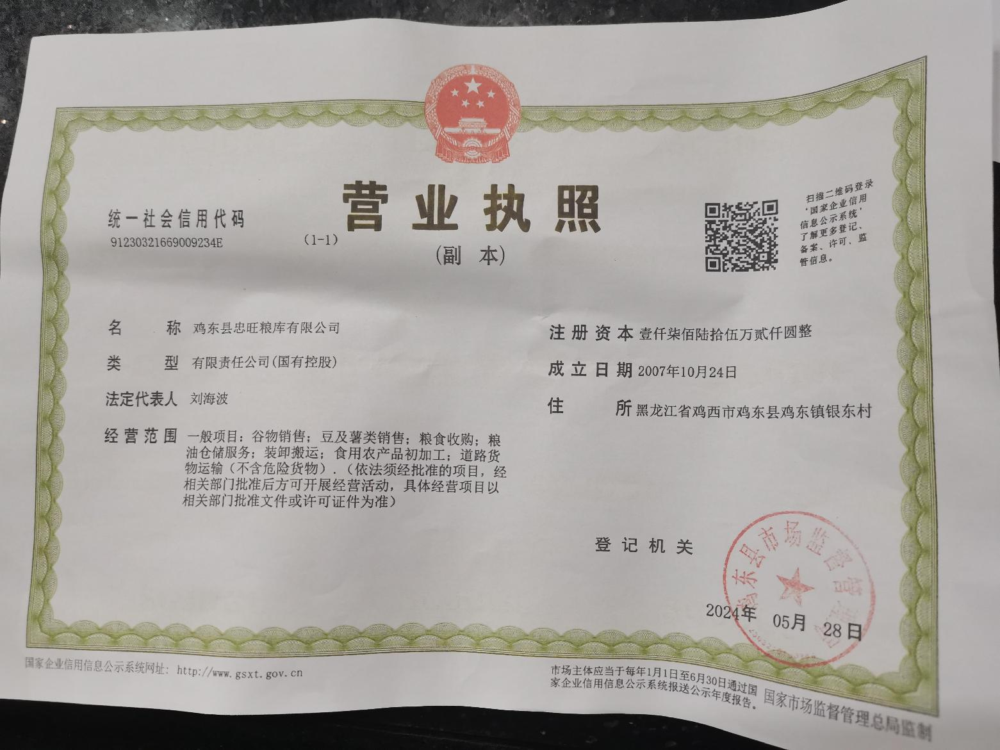 营业执照
(副 本)
统一社会信用代码
91230321669009234E
(1-1)
扫描二维码登录
'国家企业信用
信息公示系统'
了解更多登记、
备案、许可、监
管信息。
名 称 鸡东县忠旺粮库有限公司
类 型 有限责任公司(国有控股)
法定代表人 刘海波
经营范围 一般项目：谷物销售；豆及薯类销售；粮食收购；粮
油仓储服务；装卸搬运；食用农产品初加工；道路货
物运输（不含危险货物）.（依法须经批准的项目，经
相关部门批准后方可开展经营活动，具体经营项目以
相关部门批准文件或许可证件为准）
注册资本 壹仟柒佰陆拾伍万贰仟圆整
成立日期 2007年10月24日
住 所 黑龙江省鸡西市鸡东县鸡东镇银东村
登记机关
鸡东县市场监督管理局
2024年 05月 28日
国家企业信用信息公示系统网址：http://www.gsxt.gov.cn
市场主体应当于每年1月1日至6月30日通过国
家企业信用信息公示系统报送公示年度报告。
国家市场监督管理总局监制